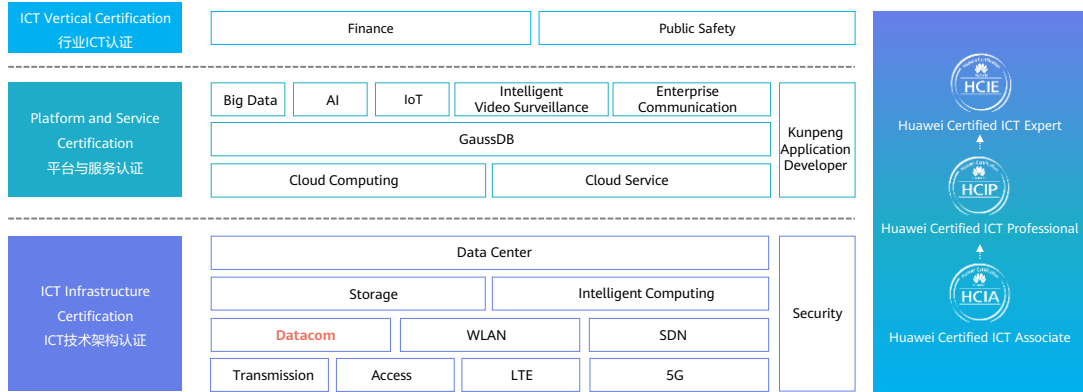 ICT Vertical Certification
行业ICT认证
Finance
Public Safety
Platform and Service
Certification
平台与服务认证
Big Data
AI
IoT
Intelligent
Video Surveillance
Enterprise
Communication
GaussDB
Cloud Computing
Cloud Service
Kunpeng
Application
Developer
ICT Infrastructure
Certification
ICT技术架构认证
Data Center
Storage
Intelligent Computing
Datacom
WLAN
SDN
Transmission
Access
LTE
5G
Security
HCIE
Huawei Certified ICT Expert
HCIP
Huawei Certified ICT Professional
HCIA
Huawei Certified ICT Associate